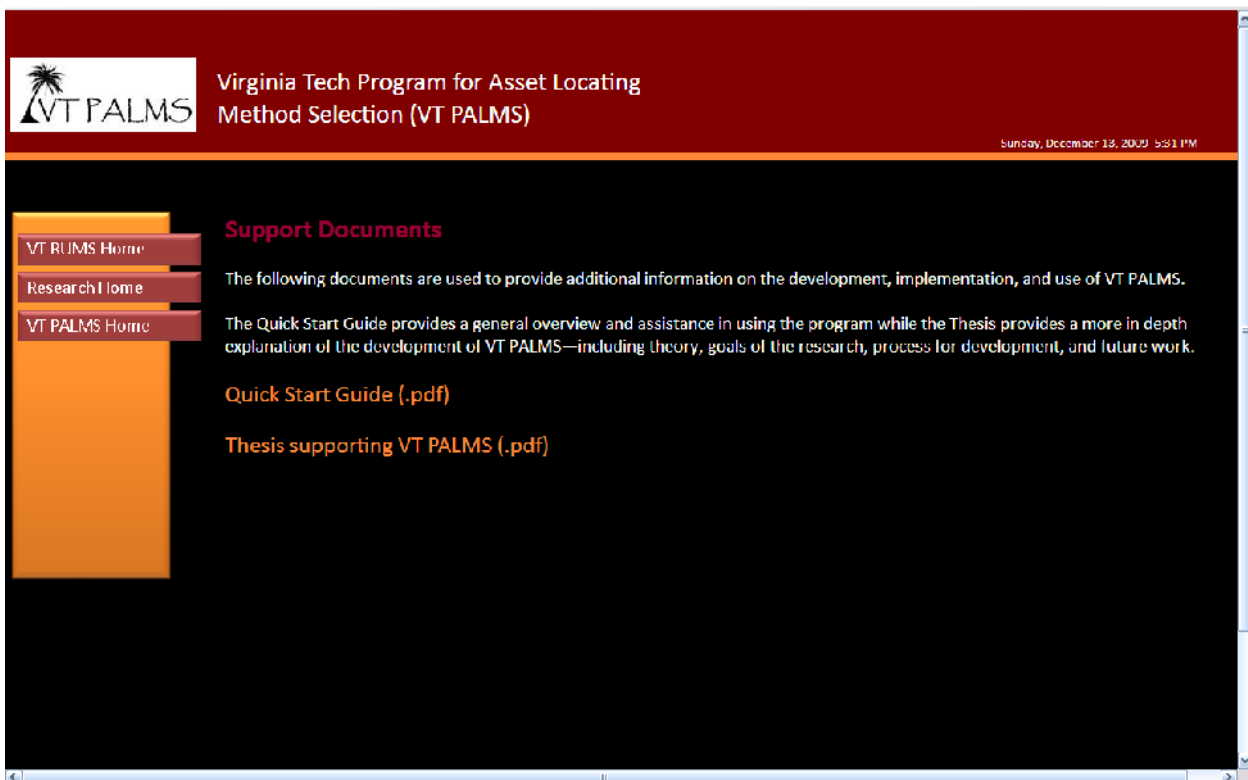 VT PALMS
Virginia Tech Program for Asset Locating
Method Selection (VT PALMS)
Sunday, December 13, 2009 5:31 PM
VT RUMS Home
Research Home
VT PALMS Home
Support Documents
The following documents are used to provide additional information on the development, implementation, and use of VT PALMS.
The Quick Start Guide provides a general overview and assistance in using the program while the Thesis provides a more in depth
explanation of the development of VT PALMS—including theory, goals of the research, process for development, and future work.
Quick Start Guide (.pdf)
Thesis supporting VT PALMS (.pdf)